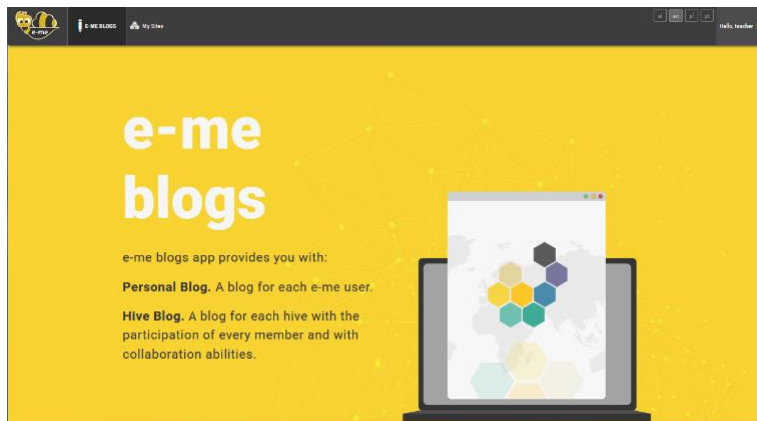 e-me
E-ME BLOGS
My Sites
el en
Hello, teacher
e-me
blogs
e-me blogs app provides you with:
Personal Blog. A blog for each e-me user.
Hive Blog. A blog for each hive with the
participation of every member and with
collaboration abilities.